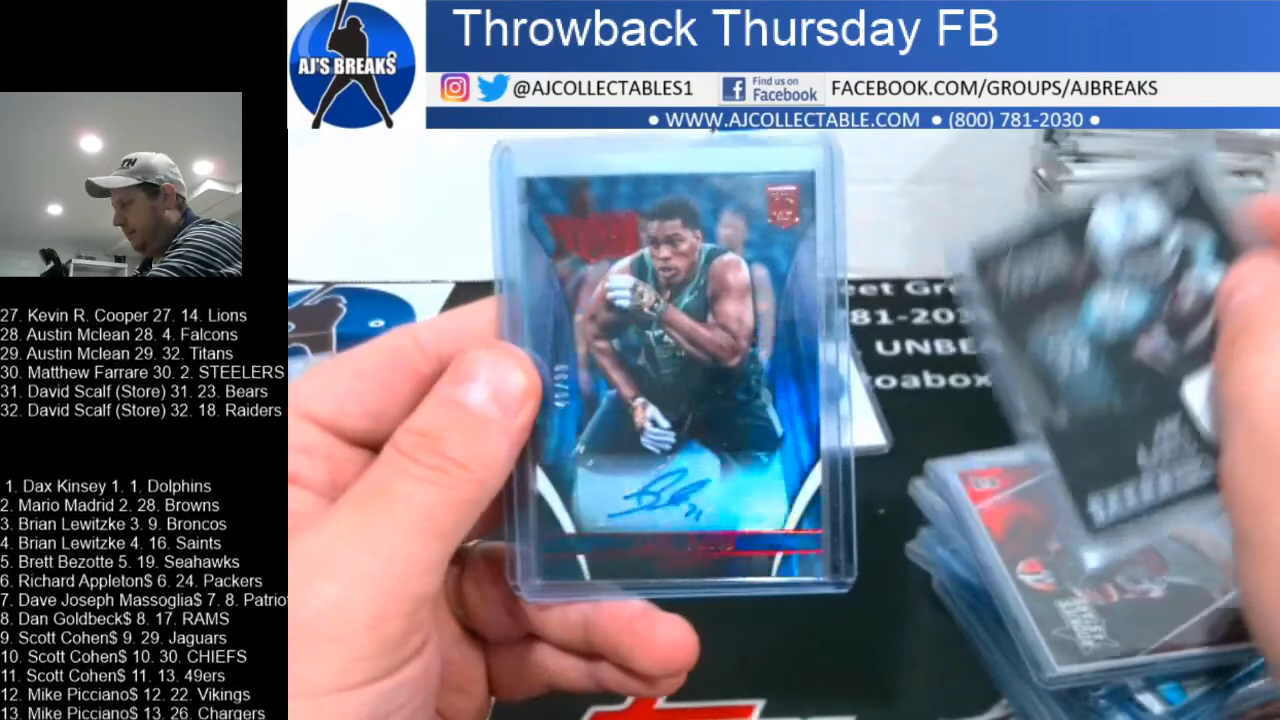 Throwback Thursday FB
AJ'S BREAKS
@AJCOLLECTABLES1
Find us on
Facebook
FACEBOOK.COM/GROUPS/AJBREAKS
• WWW.AJCOLLECTABLE.COM • (800) 781-2030 •
27. Kevin R. Cooper 27. 14. Lions
28. Austin Mclean 28. 4. Falcons
29. Austin Mclean 29. 32. Titans
30. Matthew Farrare 30. 2. STEELERS
31. David Scalf (Store) 31. 23. Bears
32. David Scalf (Store) 32. 18. Raiders
1. Dax Kinsey 1. 1. Dolphins
2. Mario Madrid 2. 28. Browns
3. Brian Lewitzke 3. 9. Broncos
4. Brian Lewitzke 4. 16. Saints
5. Brett Bezotte 5. 19. Seahawks
6. Richard Appleton$ 6. 24. Packers
7. Dave Joseph Massoglia$ 7. 8. Patrio
8. Dan Goldbeck$ 8. 17. RAMS
9. Scott Cohen$ 9. 29. Jaguars
10. Scott Cohen$ 10. 30. CHIEFS
11. Scott Cohen$ 11. 13. 49ers
12. Mike Picciano$ 12. 22. Vikings
13. Mike Picciano$ 13. 26. Chargers